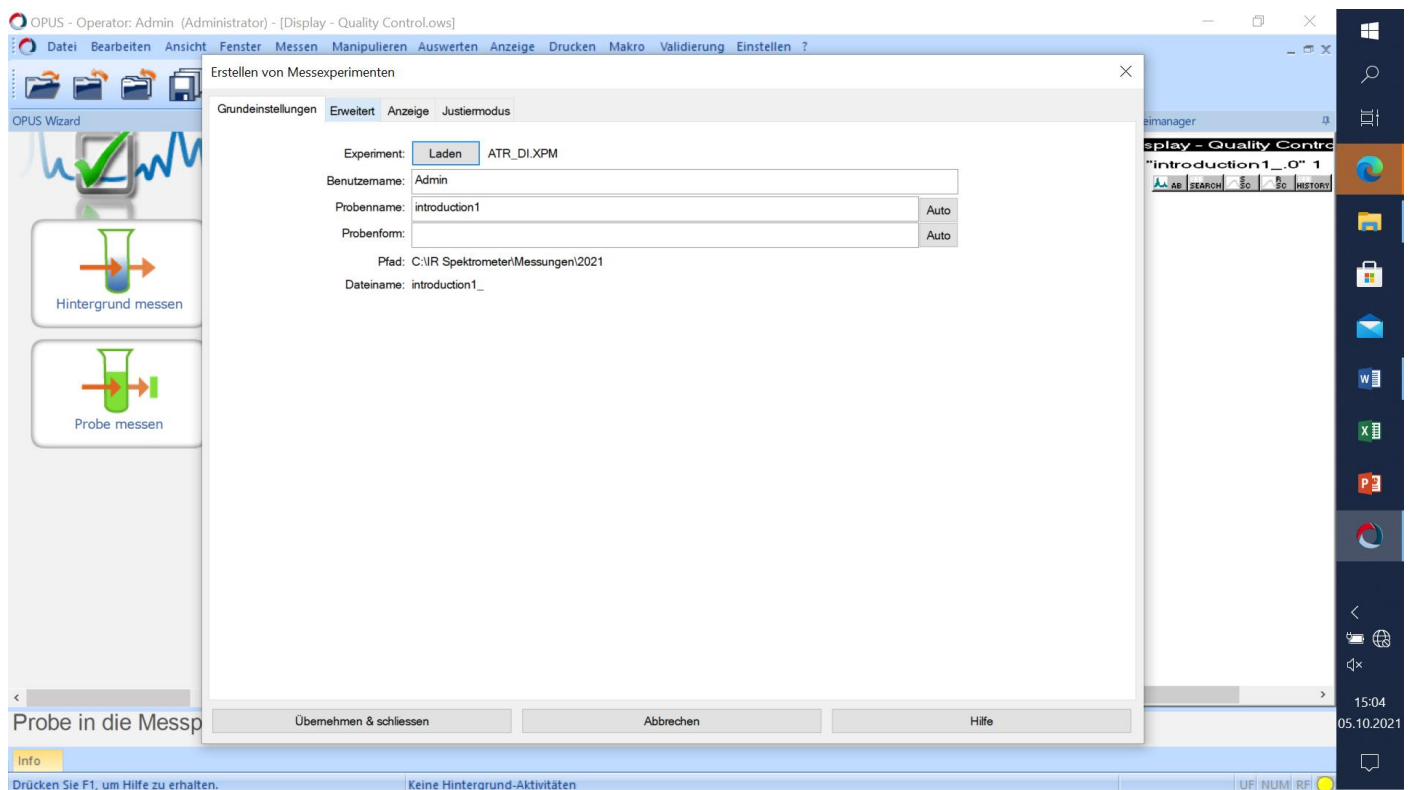 OPUS - Operator: Admin (Administrator) - [Display - Quality Control.ows]
Datei Bearbeiten Ansicht Fenster Messen Manipulieren Auswerten Anzeige Drucken Makro Validierung Einstellen ?
Erstellen von Messexperimenten
OPUS Wizard
Grundeinstellungen Erweitert Anzeige Justiermodus
eimanager
Experiment: Laden ATR_DI.XPM
Benutzername: Admin
Probenname: introduction1 Auto
Probenform: Auto
Pfad: C:\IR Spektrometer\Messungen\2021
Dateiname: introduction1_
splay - Quality Contro
"introduction1_.0" 1
AB SEARCH S SC R SC HISTORY
Hintergrund messen
Probe messen
Übernehmen & schliessen Abbrechen Hilfe
Probe in die Messp
Info
Drücken Sie F1, um Hilfe zu erhalten. Keine Hintergrund-Aktivitäten UF NUM RF
W
X
P
15:04
05.10.2021